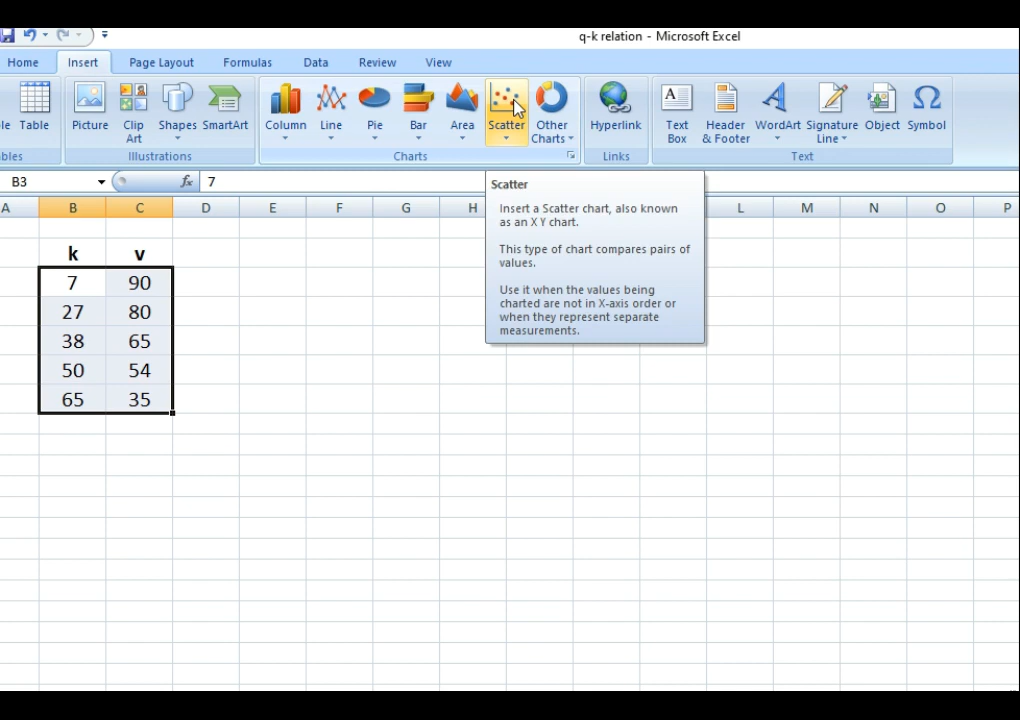 q-k relation - Microsoft Excel
Home Insert Page Layout Formulas Data Review View
Table Picture Clip Art Shapes SmartArt Column Line Pie Bar Area Scatter Other Charts Hyperlink Text Box Header & Footer WordArt Signature Line Object Symbol
Illustrations Charts Links Text
B3 fx 7
A B C D E F G H L M N O P
Scatter
Insert a Scatter chart, also known
as an X Y chart.
This type of chart compares pairs of
values.
Use it when the values being
charted are not in X-axis order or
when they represent separate
measurements.
k v
7 90
27 80
38 65
50 54
65 35